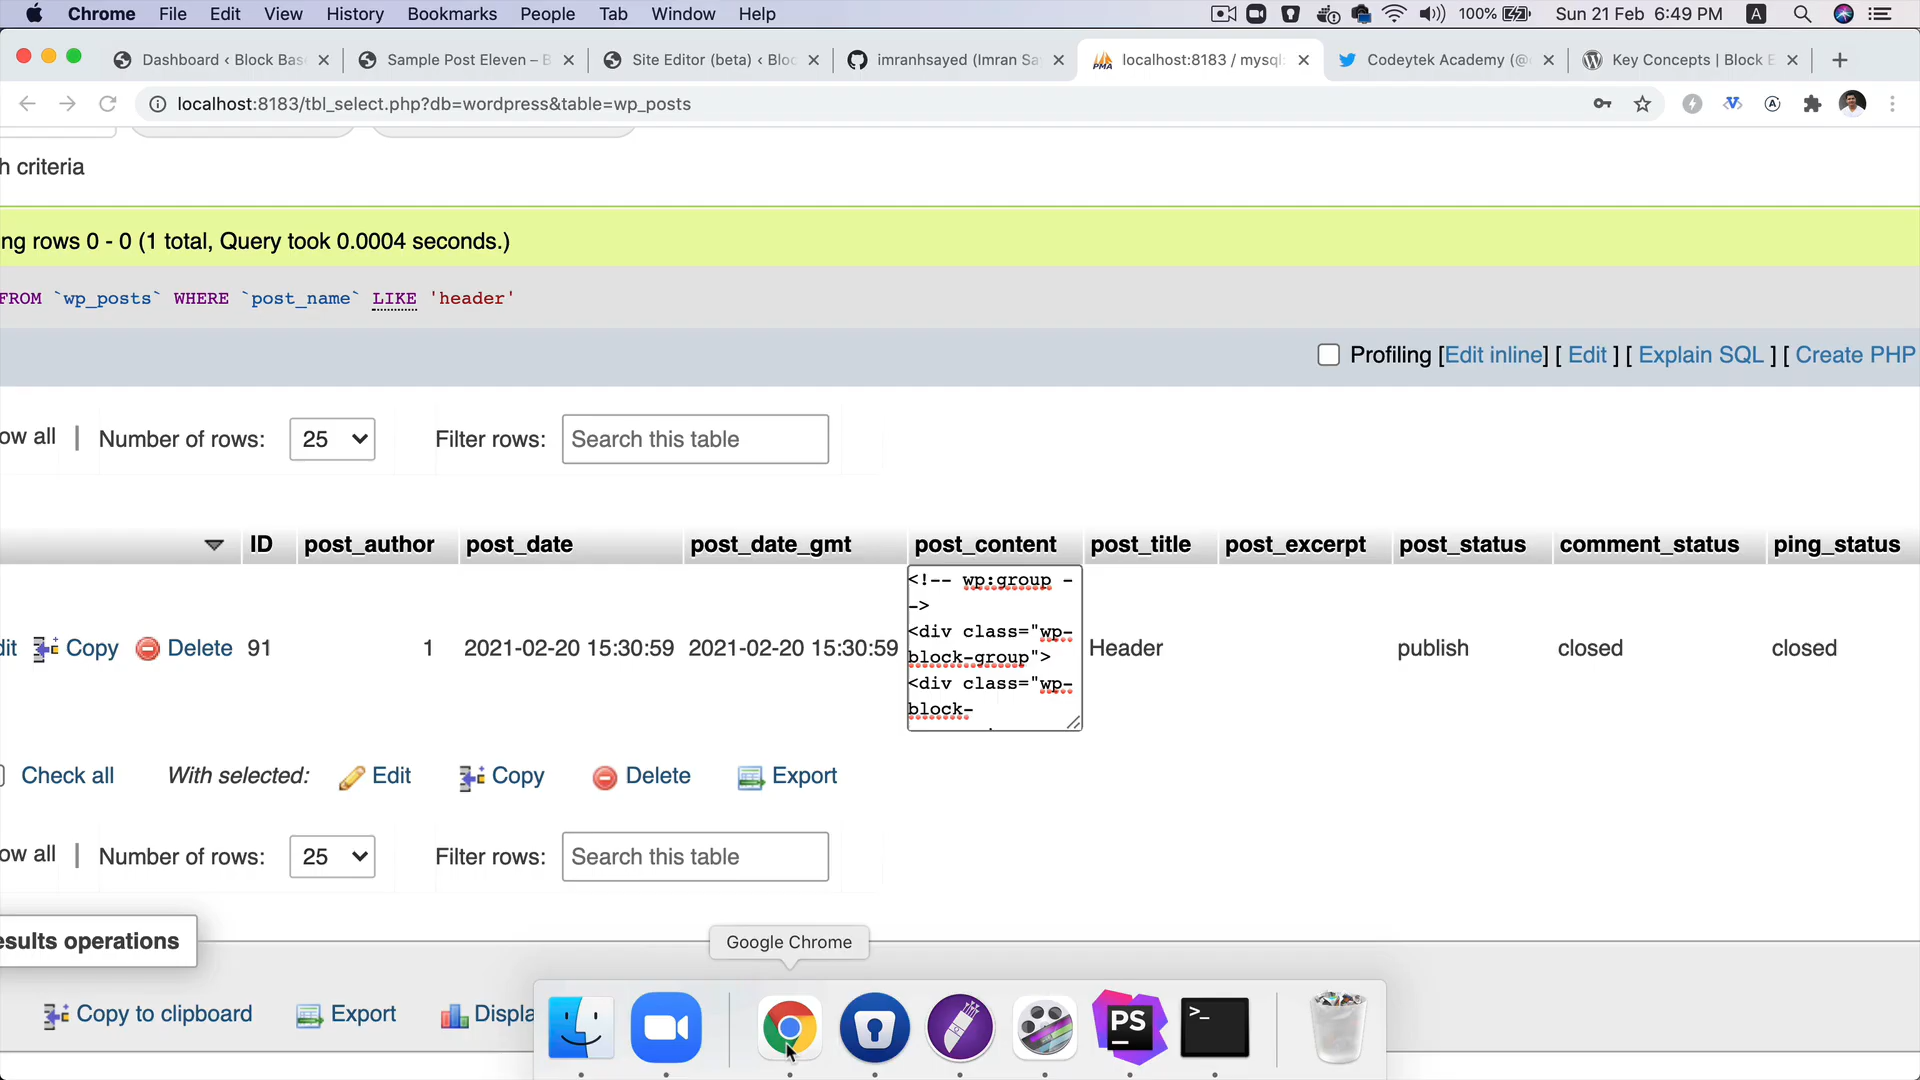 Chrome File Edit View History Bookmarks People Tab Window Help 100% Sun 21 Feb 6:49 PM A
Dashboard ‹ Block Bas
Sample Post Eleven – B
Site Editor (beta) ‹ Bloc
imranhsayed (Imran Sa
PMA
localhost:8183 / mysql
Codeytek Academy (@
Key Concepts | Block E
localhost:8183/tbl_select.php?db=wordpress&table=wp_posts
h criteria
ng rows 0 - 0 (1 total, Query took 0.0004 seconds.)
FROM `wp_posts` WHERE `post_name` LIKE 'header'
Profiling [Edit inline] [ Edit ] [ Explain SQL ] [ Create PHP
ow all | Number of rows: 25 Filter rows: Search this table
ID post_author post_date post_date_gmt post_content post_title post_excerpt post_status comment_status ping_status
dit Copy Delete 91 1 2021-02-20 15:30:59 2021-02-20 15:30:59 Header publish closed closed
<!-- wp:group -
->
<div class="wp-
block-group">
<div class="wp-
block-
Check all With selected: Edit Copy Delete Export
ow all | Number of rows: 25 Filter rows: Search this table
esults operations
Google Chrome
Copy to clipboard Export Displa
PS
>_